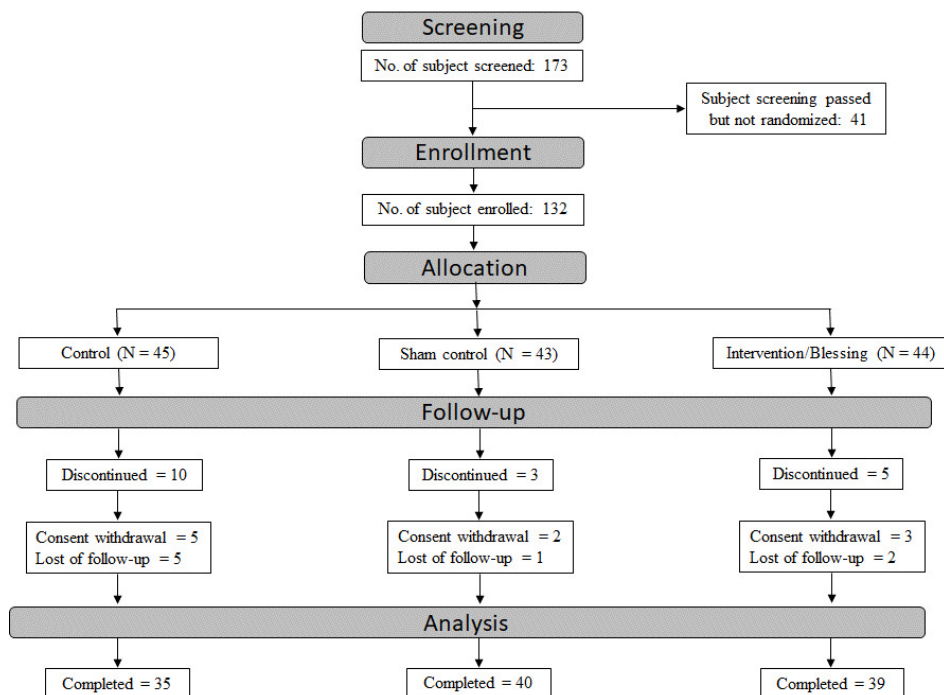 Screening
No. of subject screened: 173
Subject screening passed
but not randomized: 41
Enrollment
No. of subject enrolled: 132
Allocation
Control (N = 45)
Sham control (N = 43)
Intervention/Blessing (N = 44)
Follow-up
Discontinued = 10
Discontinued = 3
Discontinued = 5
Consent withdrawal = 5
Lost of follow-up = 5
Consent withdrawal = 2
Lost of follow-up = 1
Consent withdrawal = 3
Lost of follow-up = 2
Analysis
Completed = 35
Completed = 40
Completed = 39